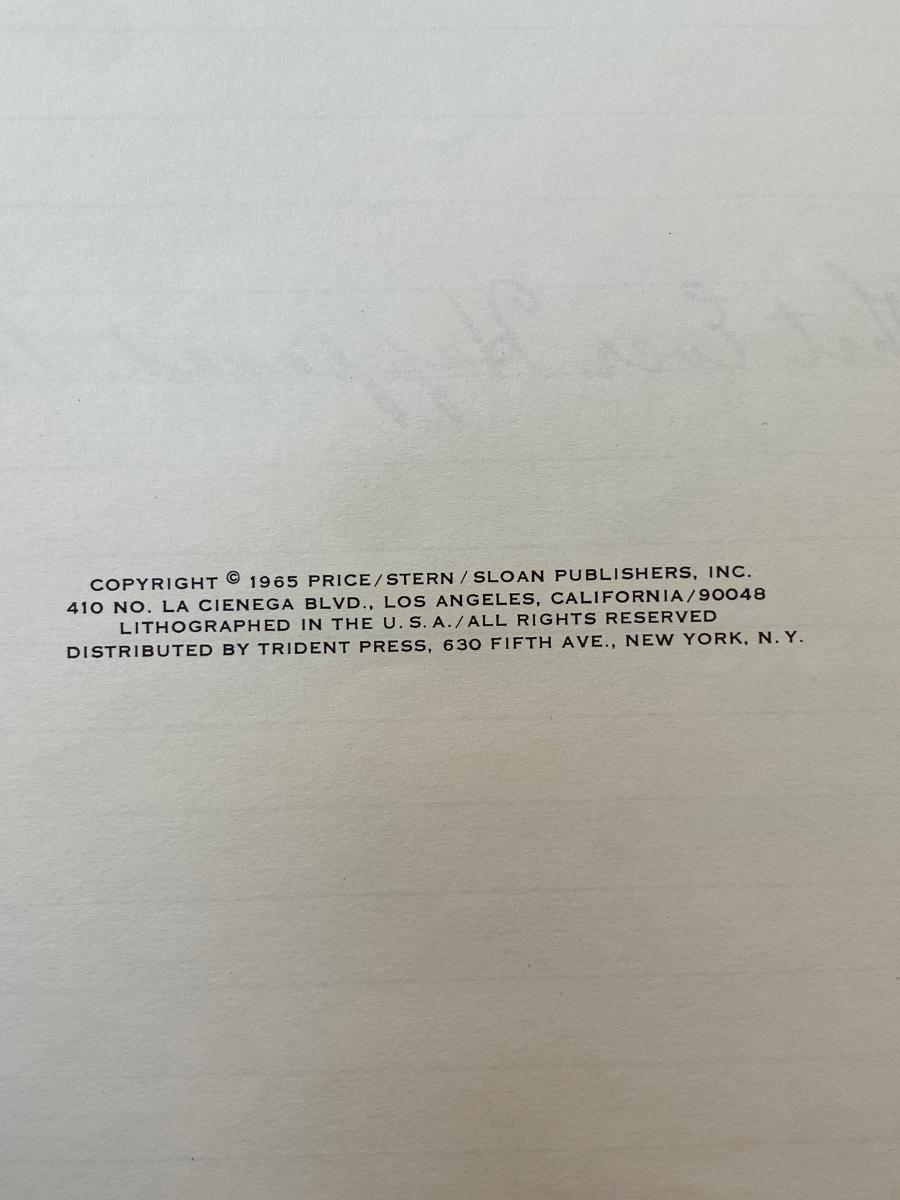 COPYRIGHT © 1965 PRICE/STERN/SLOAN PUBLISHERS, INC.
410 NO. LA CIENEGA BLVD., LOS ANGELES, CALIFORNIA/90048
LITHOGRAPHED IN THE U.S.A./ALL RIGHTS RESERVED
DISTRIBUTED BY TRIDENT PRESS, 630 FIFTH AVE., NEW YORK, N.Y.